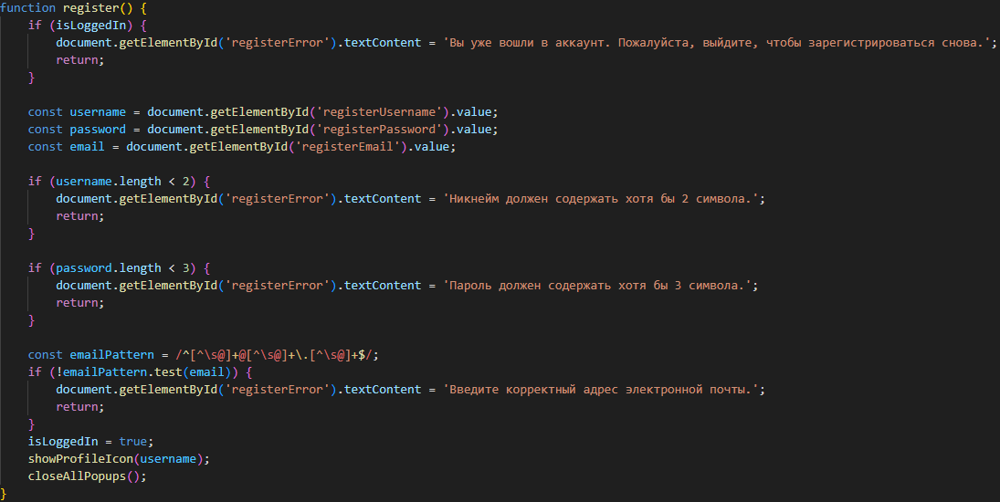 function register() {
    if (isLoggedIn) {
        document.getElementById('registerError').textContent = 'Вы уже вошли в аккаунт. Пожалуйста, выйдите, чтобы зарегистрироваться снова.';
        return;
    }

    const username = document.getElementById('registerUsername').value;
    const password = document.getElementById('registerPassword').value;
    const email = document.getElementById('registerEmail').value;

    if (username.length < 2) {
        document.getElementById('registerError').textContent = 'Никнейм должен содержать хотя бы 2 символа.';
        return;
    }

    if (password.length < 3) {
        document.getElementById('registerError').textContent = 'Пароль должен содержать хотя бы 3 символа.';
        return;
    }

    const emailPattern = /^[^\s@]+@[^\s@]+\.[^\s@]+$/;
    if (!emailPattern.test(email)) {
        document.getElementById('registerError').textContent = 'Введите корректный адрес электронной почты.';
        return;
    }
    isLoggedIn = true;
    showProfileIcon(username);
    closeAllPopups();
}